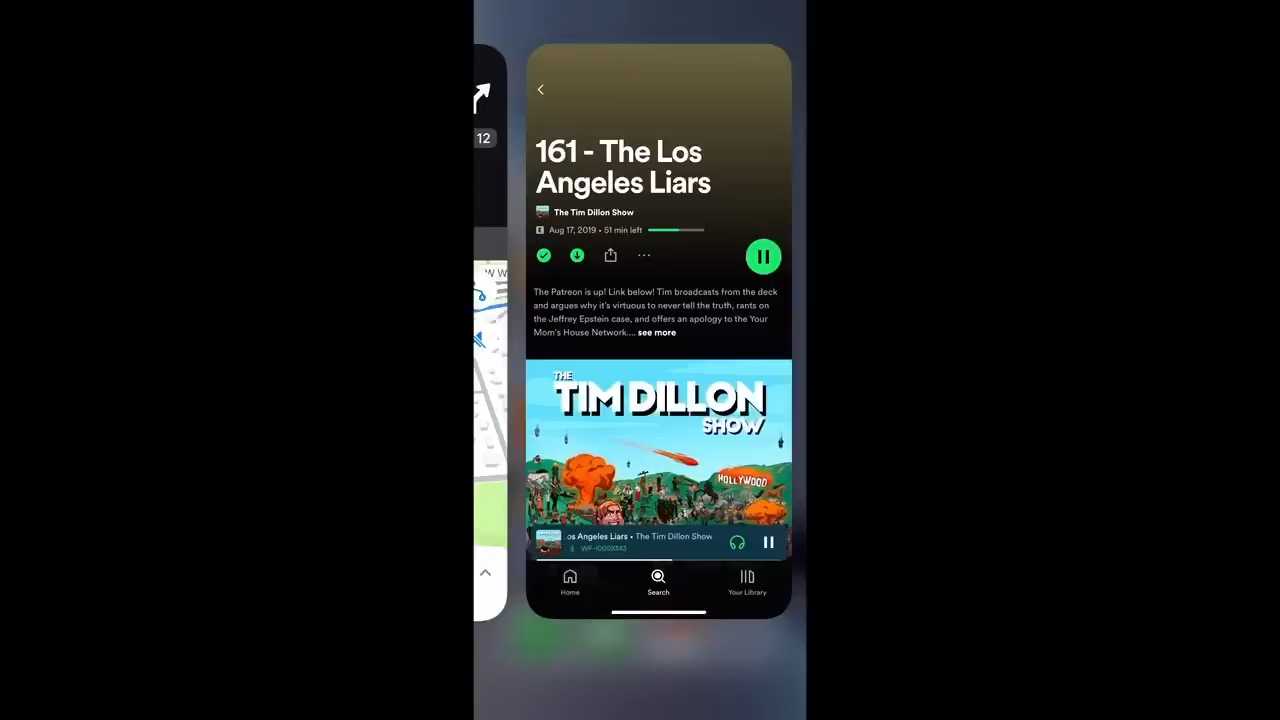 12
W W
161 - The Los
Angeles Liars
The Tim Dillon Show
E Aug 17, 2019 • 51 min left
The Patreon is up! Link below! Tim broadcasts from the deck
and argues why it's virtuous to never tell the truth, rants on
the Jeffrey Epstein case, and offers an apology to the Your
Mom's House Network.... see more
THE
TIM DILLON
SHOW
HOLLYWOOD
os Angeles Liars • The Tim Dillon Show
WF-1000XM3
Home
Search
Your Library